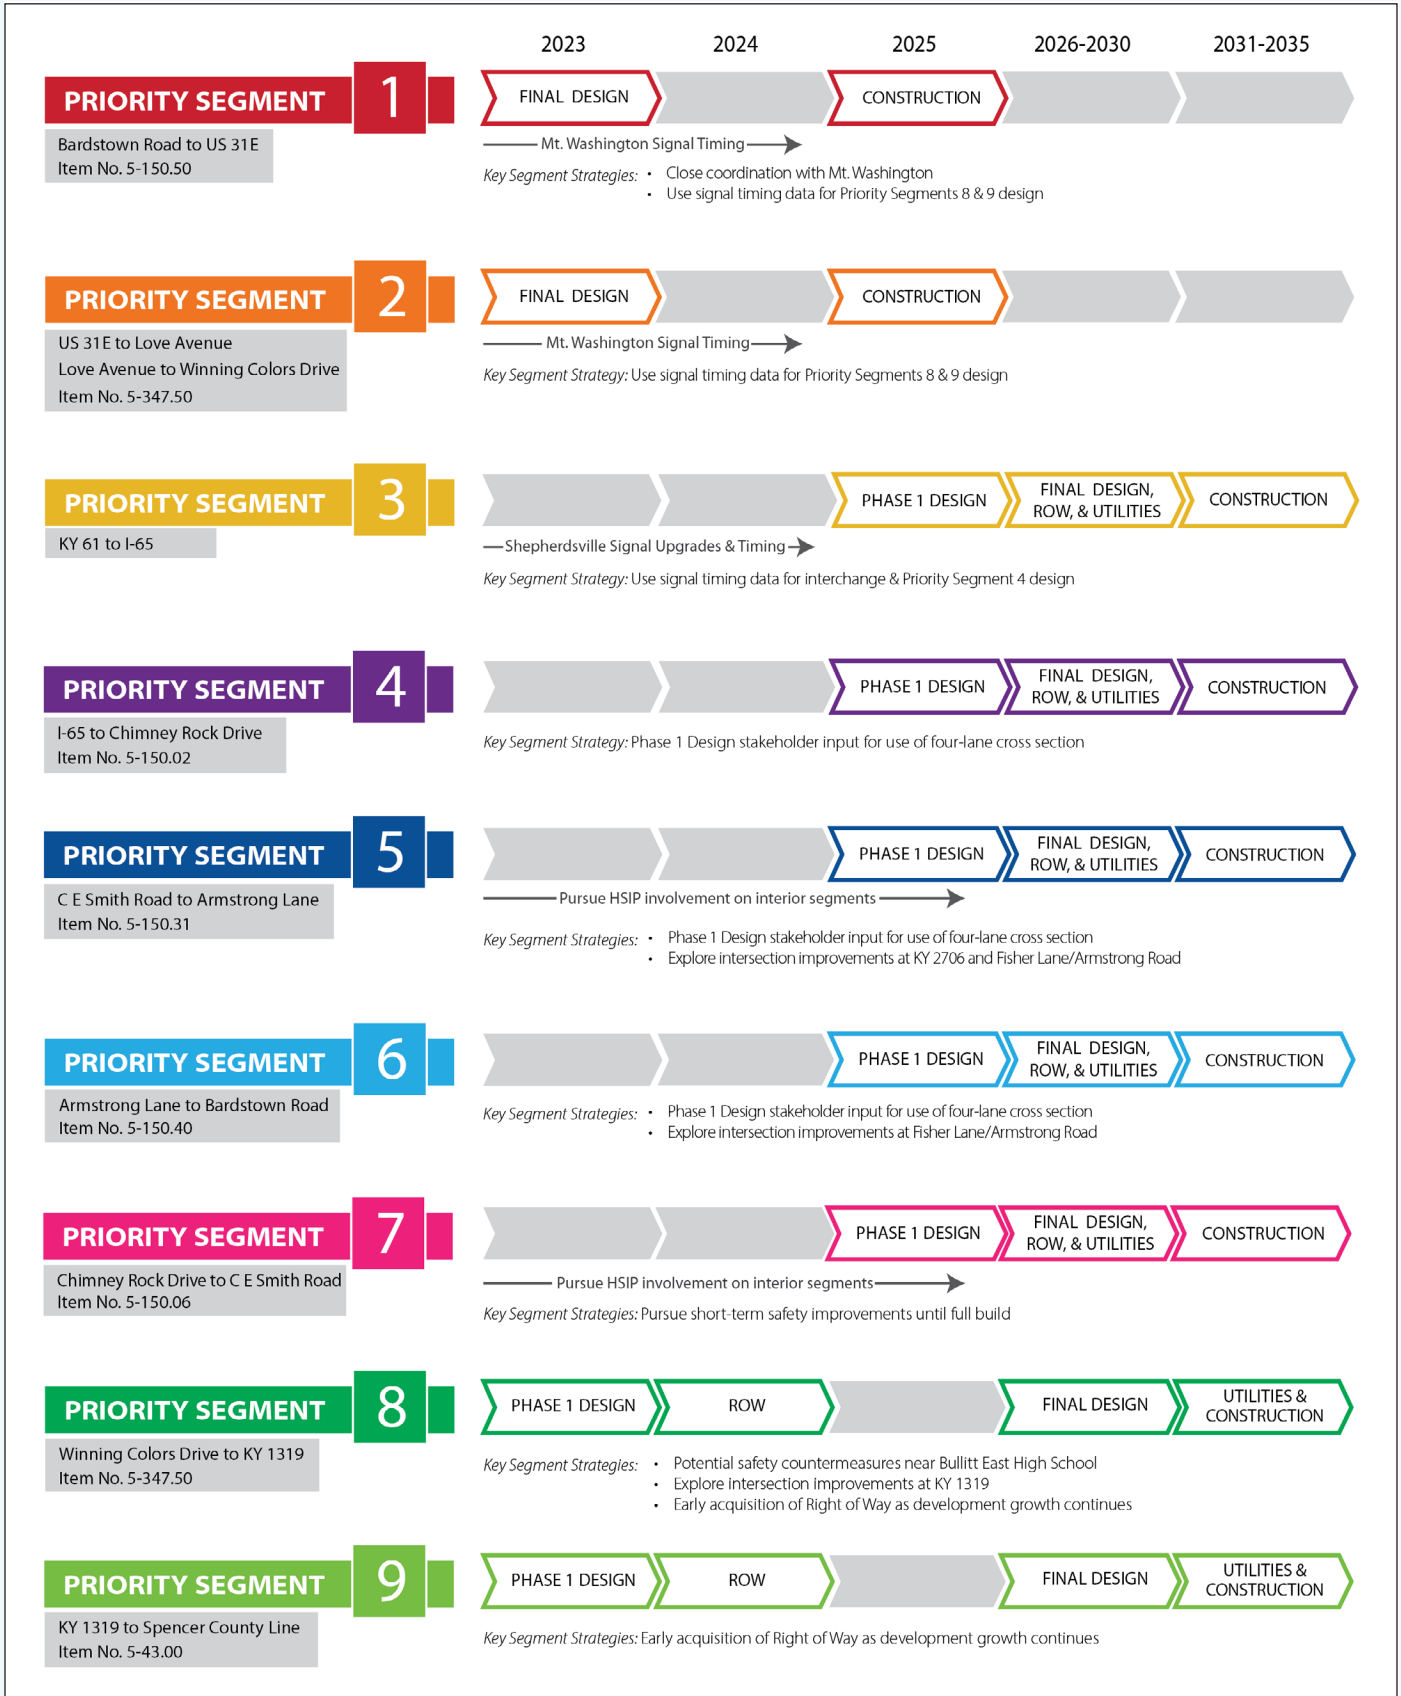 2023 2024 2025 2026-2030 2031-2035
PRIORITY SEGMENT 1
FINAL DESIGN
CONSTRUCTION
Bardstown Road to US 31E
Item No. 5-150.50
Mt. Washington Signal Timing
Key Segment Strategies: • Close coordination with Mt. Washington
• Use signal timing data for Priority Segments 8 & 9 design
PRIORITY SEGMENT 2
FINAL DESIGN
CONSTRUCTION
US 31E to Love Avenue
Love Avenue to Winning Colors Drive
Item No. 5-347.50
Mt. Washington Signal Timing
Key Segment Strategy: Use signal timing data for Priority Segments 8 & 9 design
PRIORITY SEGMENT 3
PHASE 1 DESIGN
FINAL DESIGN,
ROW, & UTILITIES
CONSTRUCTION
KY 61 to I-65
Shepherdsville Signal Upgrades & Timing
Key Segment Strategy: Use signal timing data for interchange & Priority Segment 4 design
PRIORITY SEGMENT 4
PHASE 1 DESIGN
FINAL DESIGN,
ROW, & UTILITIES
CONSTRUCTION
I-65 to Chimney Rock Drive
Item No. 5-150.02
Key Segment Strategy: Phase 1 Design stakeholder input for use of four-lane cross section
PRIORITY SEGMENT 5
PHASE 1 DESIGN
FINAL DESIGN,
ROW, & UTILITIES
CONSTRUCTION
C E Smith Road to Armstrong Lane
Item No. 5-150.31
Pursue HSIP involvement on interior segments
Key Segment Strategies: • Phase 1 Design stakeholder input for use of four-lane cross section
• Explore intersection improvements at KY 2706 and Fisher Lane/Armstrong Road
PRIORITY SEGMENT 6
PHASE 1 DESIGN
FINAL DESIGN,
ROW, & UTILITIES
CONSTRUCTION
Armstrong Lane to Bardstown Road
Item No. 5-150.40
Key Segment Strategies: • Phase 1 Design stakeholder input for use of four-lane cross section
• Explore intersection improvements at Fisher Lane/Armstrong Road
PRIORITY SEGMENT 7
PHASE 1 DESIGN
FINAL DESIGN,
ROW, & UTILITIES
CONSTRUCTION
Chimney Rock Drive to C E Smith Road
Item No. 5-150.06
Pursue HSIP involvement on interior segments
Key Segment Strategies: Pursue short-term safety improvements until full build
PRIORITY SEGMENT 8
PHASE 1 DESIGN
ROW
FINAL DESIGN
UTILITIES &
CONSTRUCTION
Winning Colors Drive to KY 1319
Item No. 5-347.50
Key Segment Strategies: • Potential safety countermeasures near Bullitt East High School
• Explore intersection improvements at KY 1319
• Early acquisition of Right of Way as development growth continues
PRIORITY SEGMENT 9
PHASE 1 DESIGN
ROW
FINAL DESIGN
UTILITIES &
CONSTRUCTION
KY 1319 to Spencer County Line
Item No. 5-43.00
Key Segment Strategies: Early acquisition of Right of Way as development growth continues